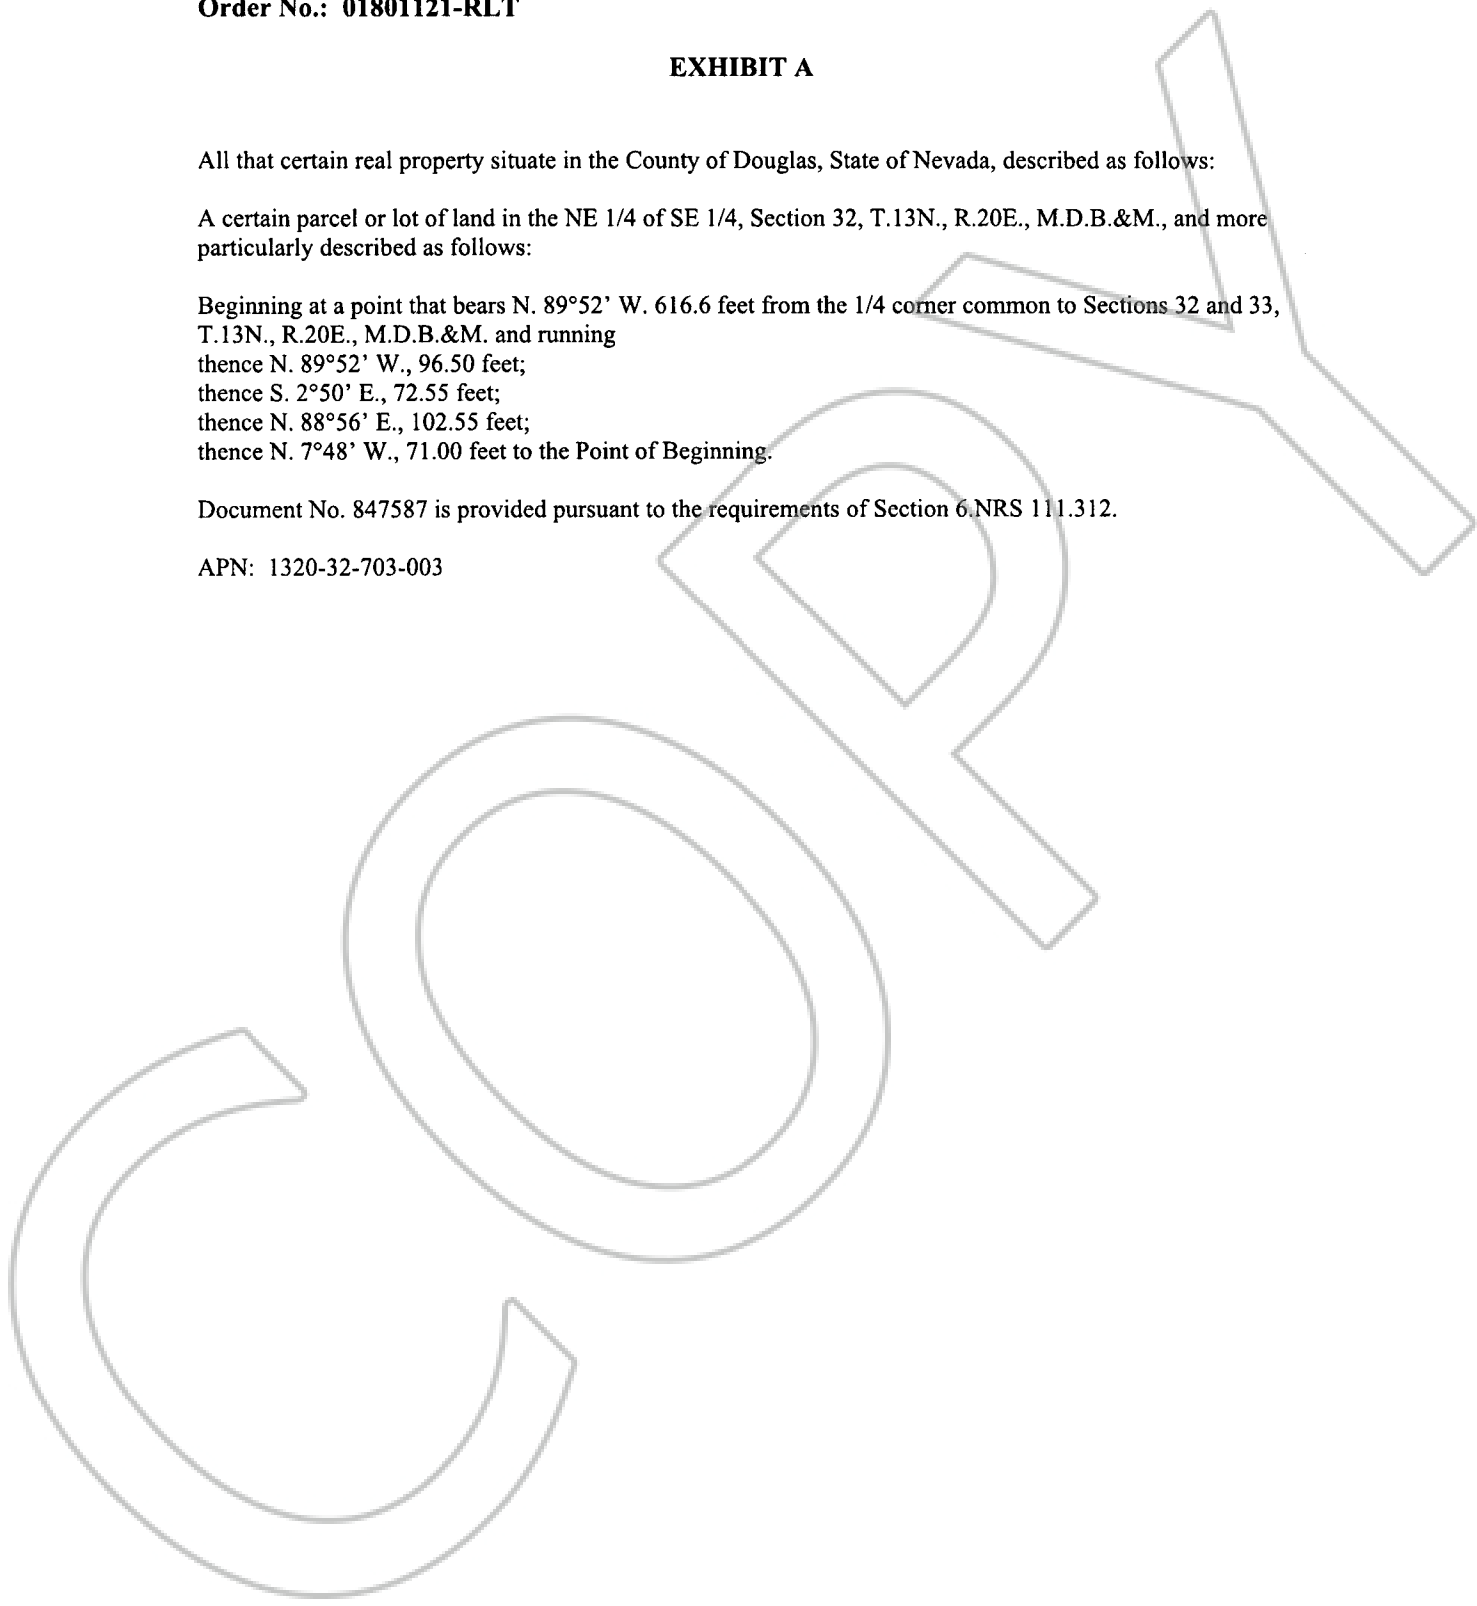 Order No.: 01801121-RLT
EXHIBIT A
All that certain real property situate in the County of Douglas, State of Nevada, described as follows:
A certain parcel or lot of land in the NE 1/4 of SE 1/4, Section 32, T.13N., R.20E., M.D.B.&M., and more
particularly described as follows:
Beginning at a point that bears N. 89°52’ W. 616.6 feet from the 1/4 corner common to Sections 32 and 33,
T.13N., R.20E., M.D.B.&M. and running
thence N. 89°52’ W., 96.50 feet;
thence S. 2°50’ E., 72.55 feet;
thence N. 88°56’ E., 102.55 feet;
thence N. 7°48’ W., 71.00 feet to the Point of Beginning.
Document No. 847587 is provided pursuant to the requirements of Section 6.NRS 111.312.
APN: 1320-32-703-003
COPY